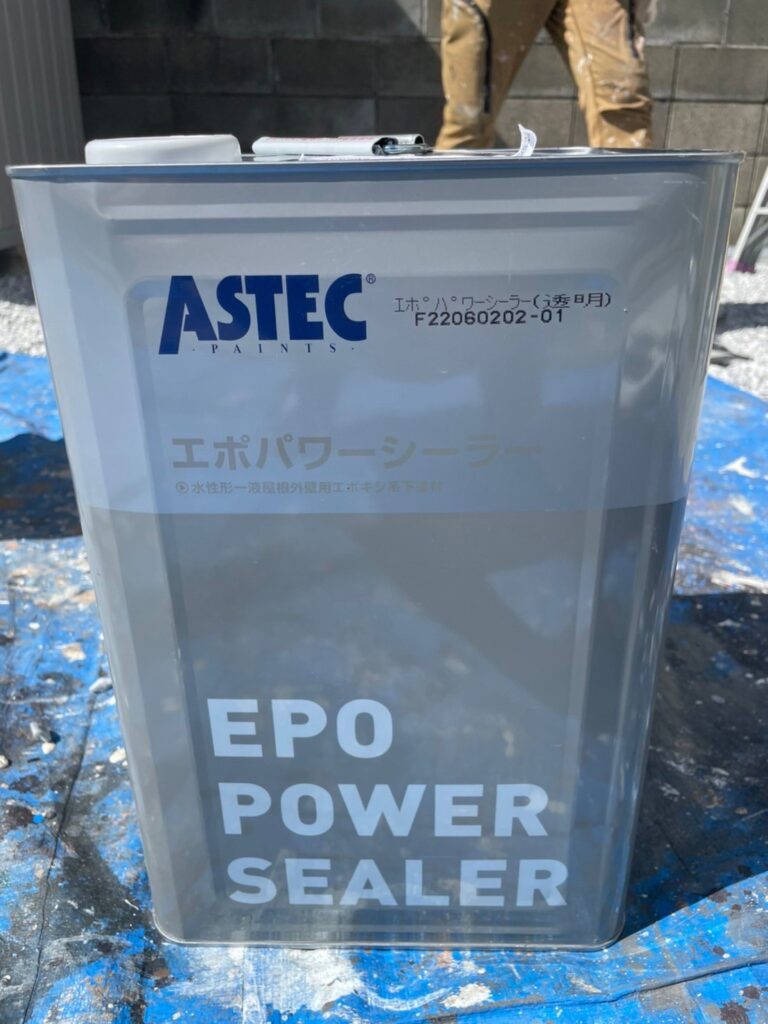 ASTEC®
· PAINTS ·
エポパワーシーラー(透明)
F22060202-01
エポパワーシーラー
水性形一液屋根外壁用エポキシ系下塗材
EPO
POWER
SEALER